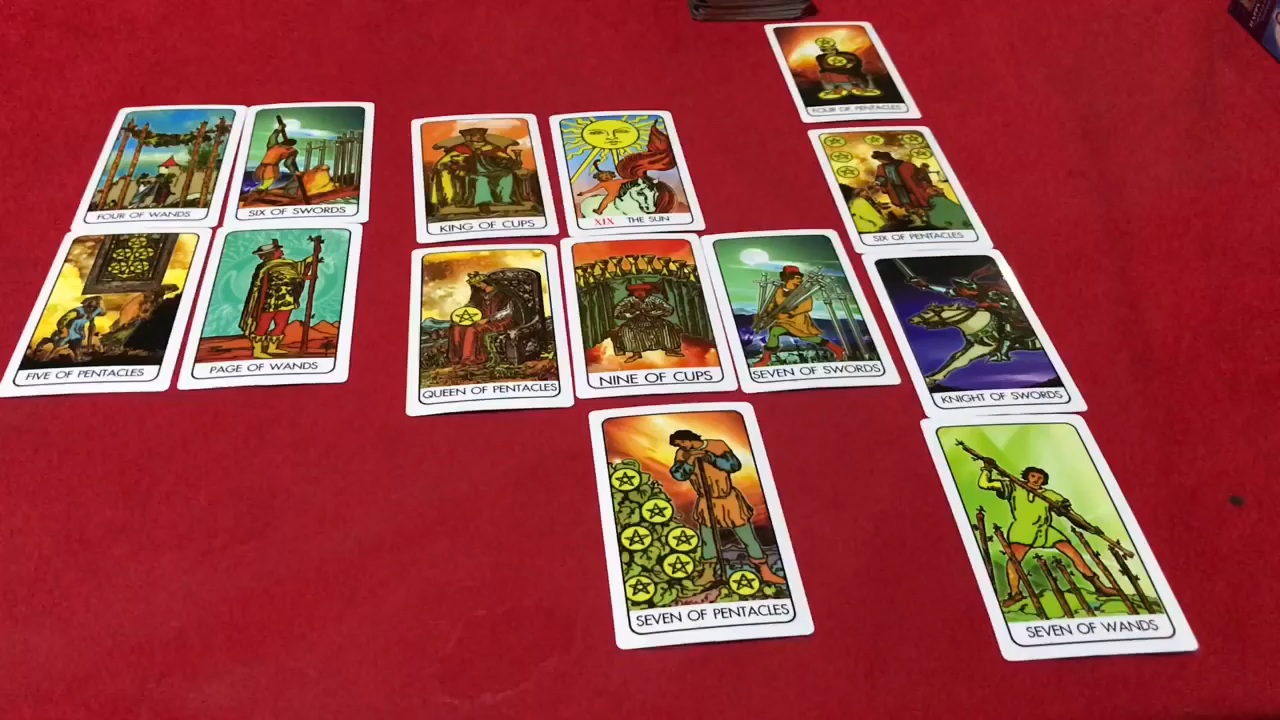 FOUR OF PENTACLES
FOUR OF WANDS
SIX OF SWORDS
KING OF CUPS
XIX THE SUN
SIX OF PENTACLES
FIVE OF PENTACLES
PAGE OF WANDS
QUEEN OF PENTACLES
NINE OF CUPS
SEVEN OF SWORDS
KNIGHT OF SWORDS
SEVEN OF PENTACLES
SEVEN OF WANDS